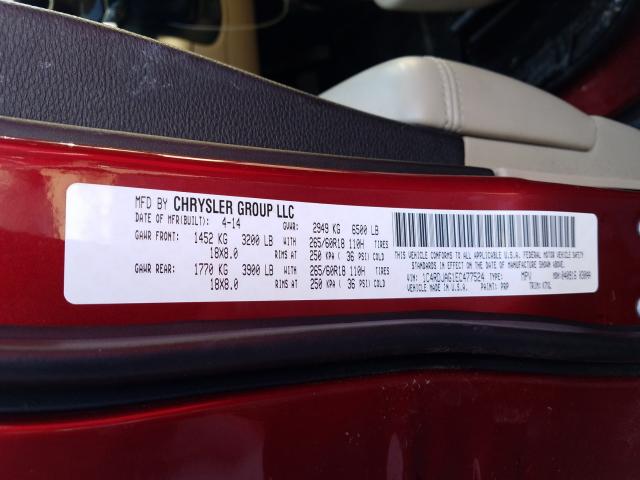 MFD BY CHRYSLER GROUP LLC
DATE OF MFR(BUILT): 4-14 GVWR: 2949 KG 6500 LB
GAWR FRONT: 1452 KG 3200 LB WITH 265/60R18 110H TIRES
18X8.0 RIMS AT 250 KPA ( 36 PSI COLD)
GAWR REAR: 1770 KG 3900 LB WITH 265/60R18 110H TIRES
18X8.0 RIMS AT 250 KPA ( 36 PSI COLD)
THIS VEHICLE CONFORMS TO ALL U.S.A. FEDERAL MOTOR VEHICLE SAFETY
STANDARDS IN EFFECT ON THE DATE OF MANUFACTURE SHOWN ABOVE.
VIN: 1C4RDJAG1EC477524 TYPE: MPV MDH:
VEHICLE MADE IN U.S.A. PAINT: PRP TRIM: